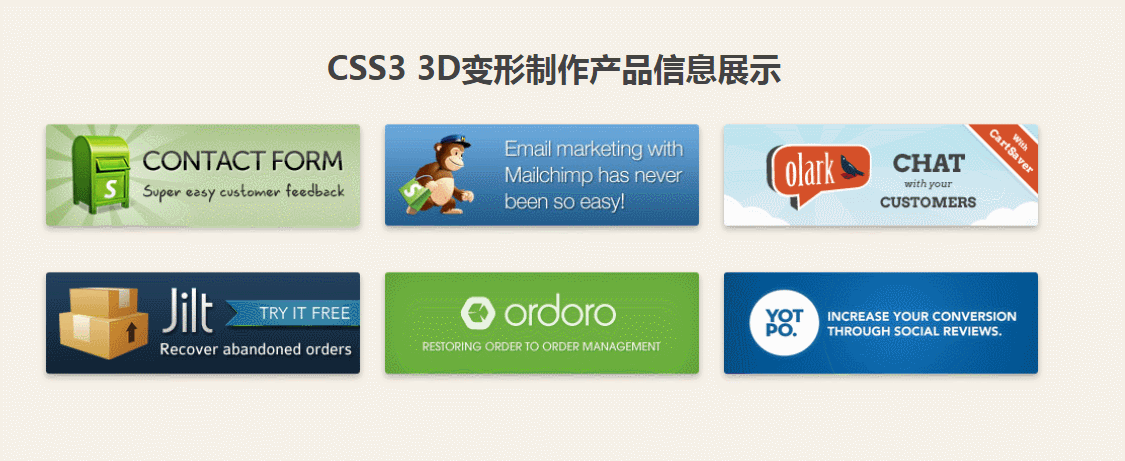 CSS3 3D变形制作产品信息展示
CONTACT FORM
Super easy customer feedback
S
Email marketing with
Mailchimp has never
been so easy!
S
olark
CHAT
with your
CUSTOMERS
With
CartSaver
Jilt
TRY IT FREE
Recover abandoned orders
ordoro
RESTORING ORDER TO ORDER MANAGEMENT
YOT
PO.
INCREASE YOUR CONVERSION
THROUGH SOCIAL REVIEWS.